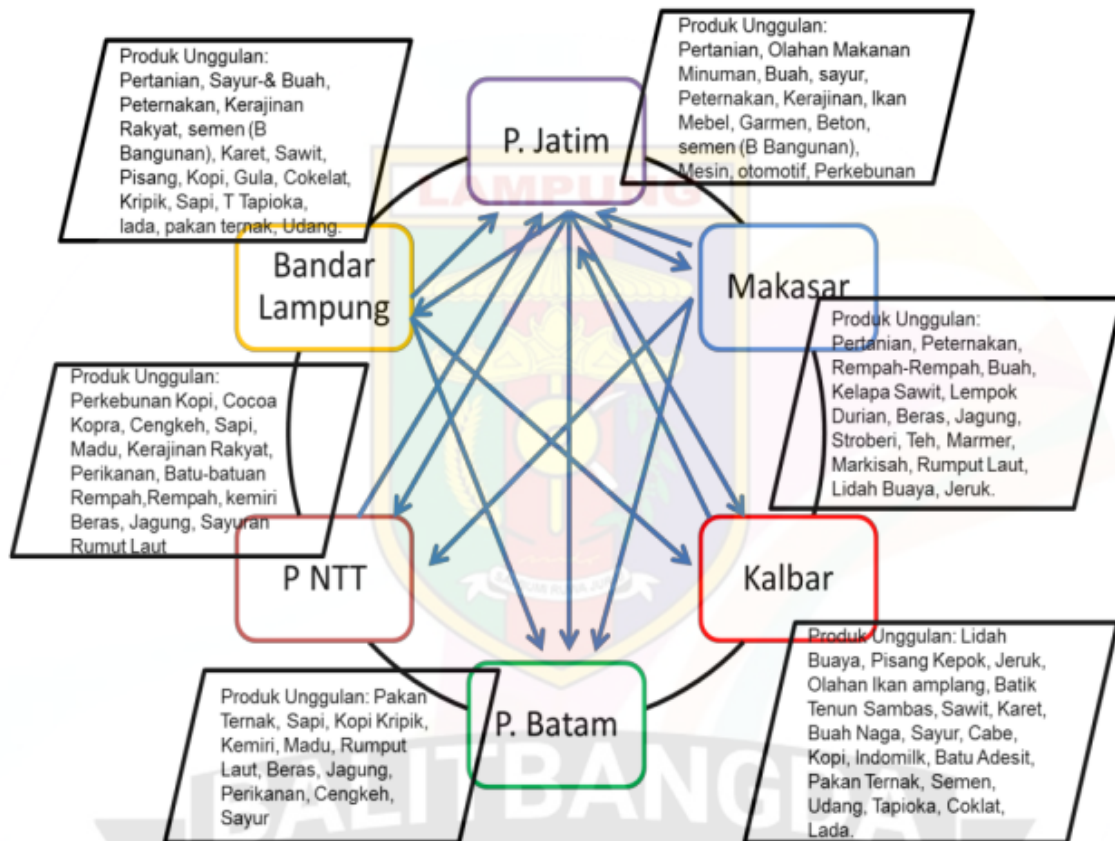 Produk Unggulan:
Pertanian, Sayur-& Buah,
Peternakan, Kerajinan
Rakyat, semen (B
Bangunan), Karet, Sawit,
Pisang, Kopi, Gula, Cokelat,
Kripik, Sapi, T Tapioka,
lada, pakan ternak, Udang.
P. Jatim
Produk Unggulan:
Pertanian, Olahan Makanan
Minuman, Buah, sayur,
Peternakan, Kerajinan, Ikan
Mebel, Garmen, Beton,
semen (B Bangunan),
Mesin, otomotif, Perkebunan
LAMPUNG
Bandar
Lampung
Makasar
Produk Unggulan:
Perkebunan Kopi, Cocoa
Kopra, Cengkeh, Sapi,
Madu, Kerajinan Rakyat,
Perikanan, Batu-batuan
Rempah,Rempah, kemiri
Beras, Jagung, Sayuran
Rumut Laut
Produk Unggulan:
Pertanian, Peternakan,
Rempah-Rempah, Buah,
Kelapa Sawit, Lempok
Durian, Beras, Jagung,
Stroberi, Teh, Marmer,
Markisah, Rumput Laut,
Lidah Buaya, Jeruk.
P NTT
Kalbar
Produk Unggulan: Pakan
Ternak, Sapi, Kopi Kripik,
Kemiri, Madu, Rumput
Laut, Beras, Jagung,
Perikanan, Cengkeh,
Sayur
P. Batam
Produk Unggulan: Lidah
Buaya, Pisang Kepok, Jeruk,
Olahan Ikan amplang, Batik
Tenun Sambas, Sawit, Karet,
Buah Naga, Sayur, Cabe,
Kopi, Indomilk, Batu Adesit,
Pakan Ternak, Semen,
Udang, Tapioka, Coklat,
Lada.
BALITBANGDA